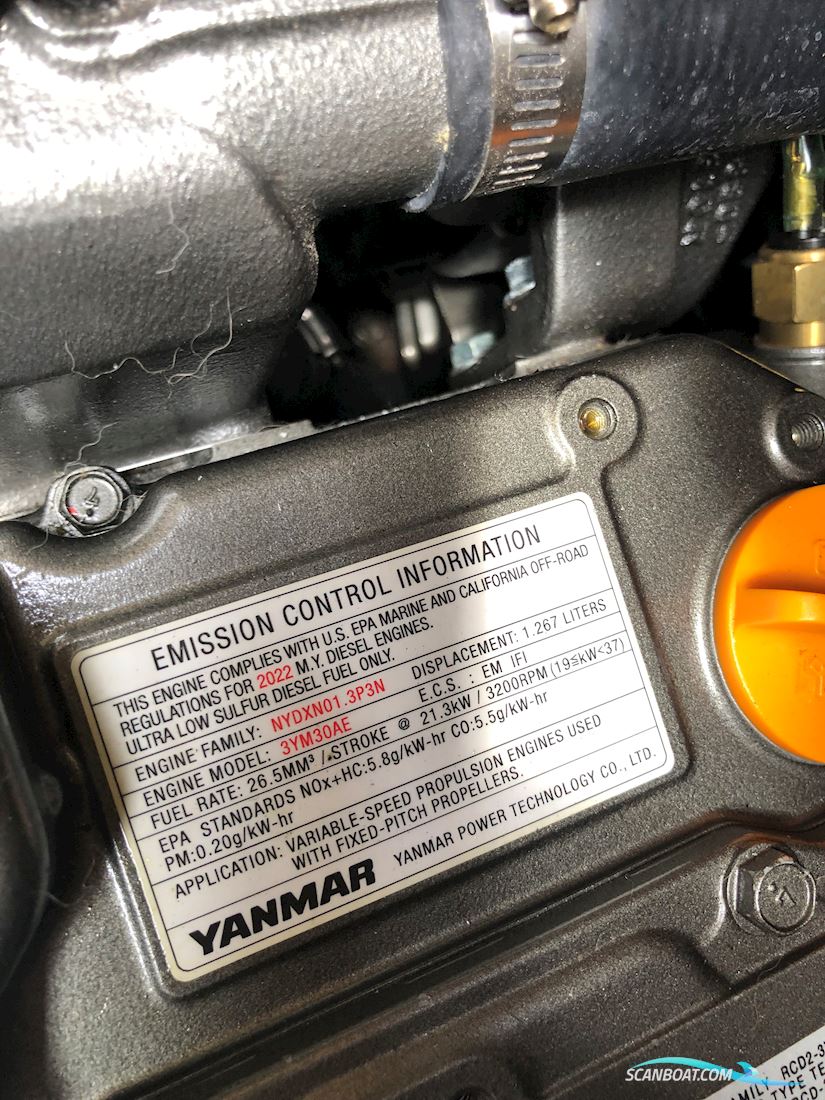 EMISSION CONTROL INFORMATION
THIS ENGINE COMPLIES WITH U.S. EPA MARINE AND CALIFORNIA OFF-ROAD
REGULATIONS FOR 2022 M.Y. DIESEL ENGINES.
ULTRA LOW SULFUR DIESEL FUEL ONLY.
ENGINE FAMILY: NYDXN01.3P3N DISPLACEMENT: 1.267 LITERS
ENGINE MODEL: 3YM30AE E.C.S. : EM IFI
FUEL RATE: 26.5MM³ / STROKE @ 21.3kW / 3200RPM (19≦kW<37)
EPA STANDARDS NOx+HC:5.8g/kW-hr CO:5.5g/kW-hr
PM:0.20g/kW-hr
APPLICATION: VARIABLE-SPEED PROPULSION ENGINES USED
WITH FIXED-PITCH PROPELLERS.
YANMAR YANMAR POWER TECHNOLOGY CO., LTD.
RCD2-3
TYPE TE
SCANBOAT.COM